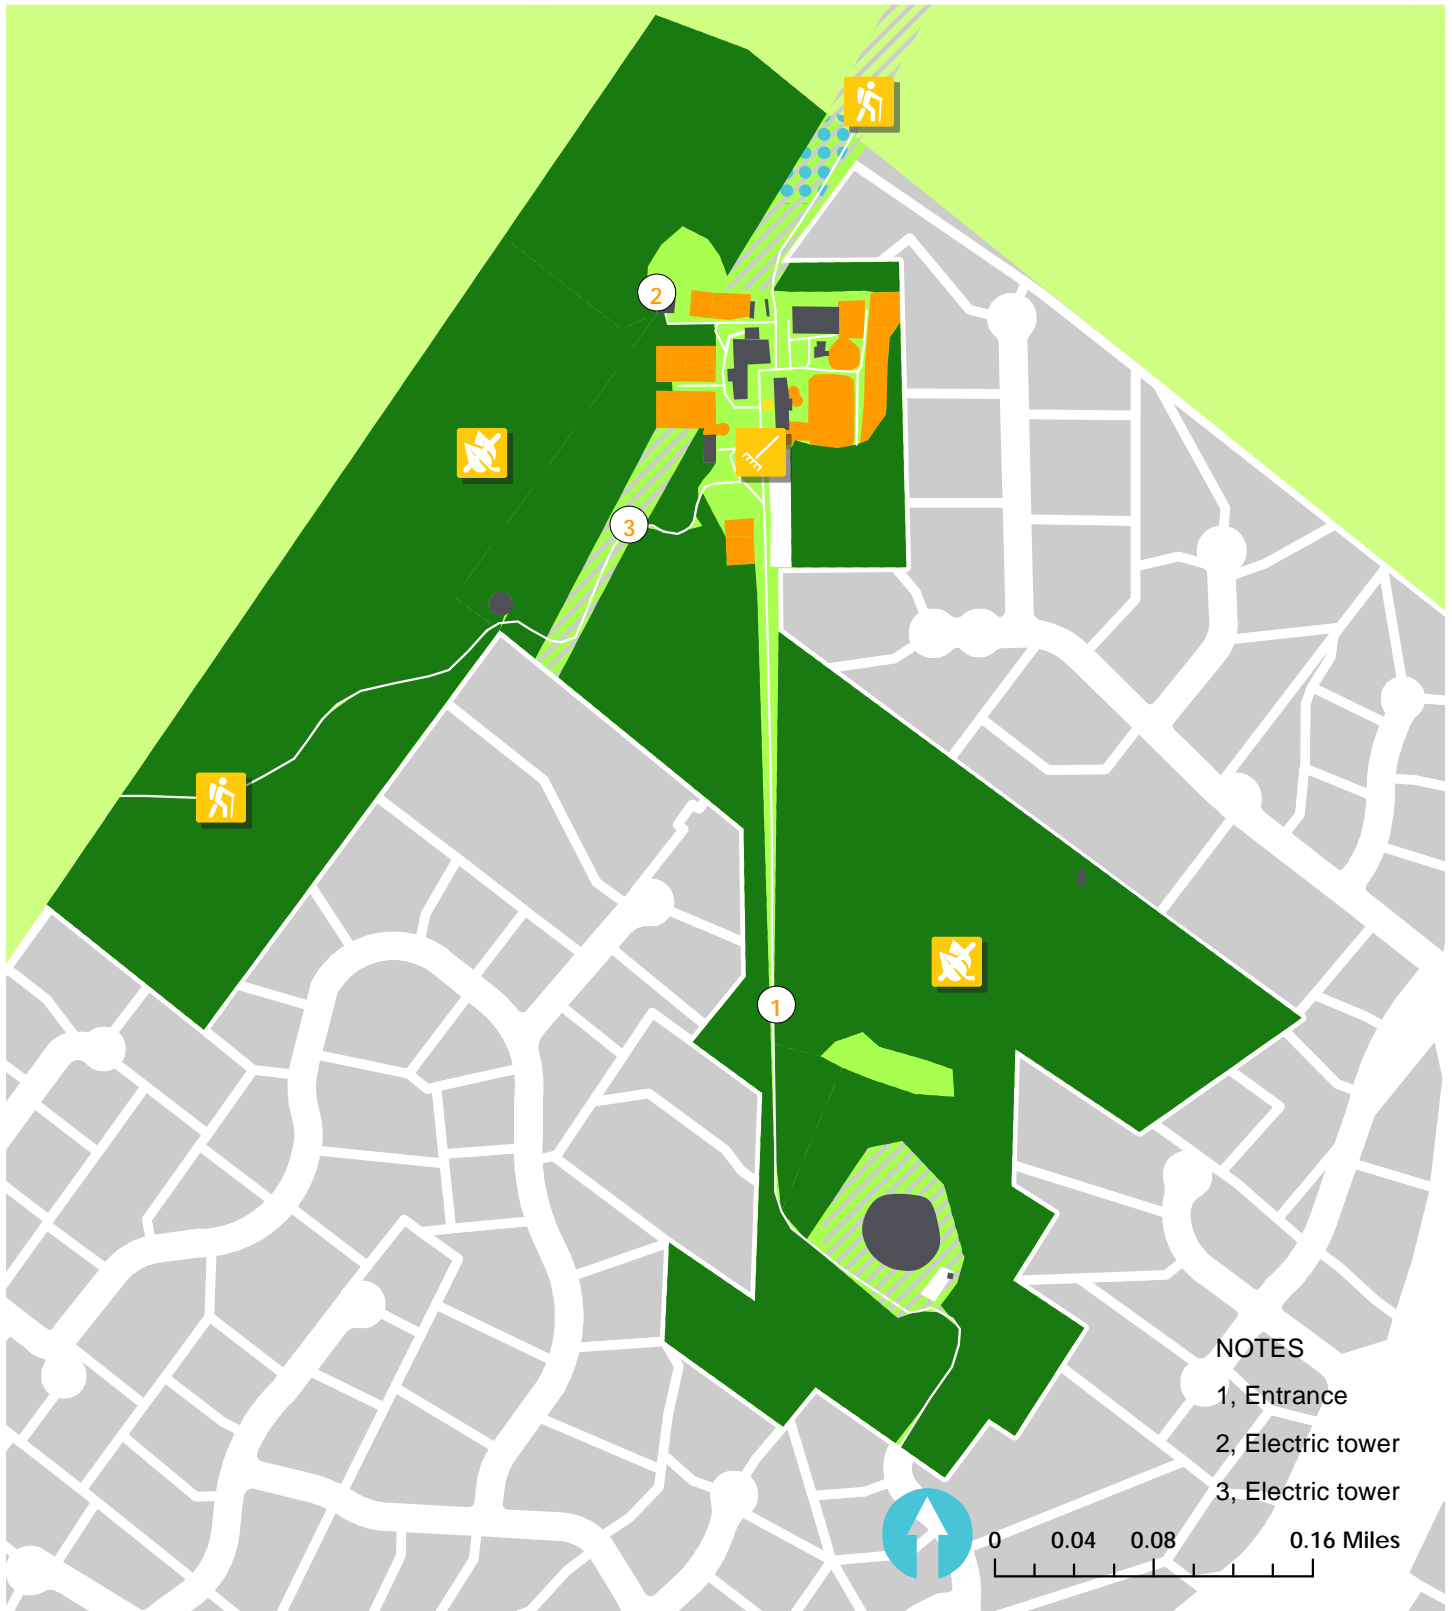 2
3
1
NOTES
1, Entrance
2, Electric tower
3, Electric tower
0 0.04 0.08 0.16 Miles